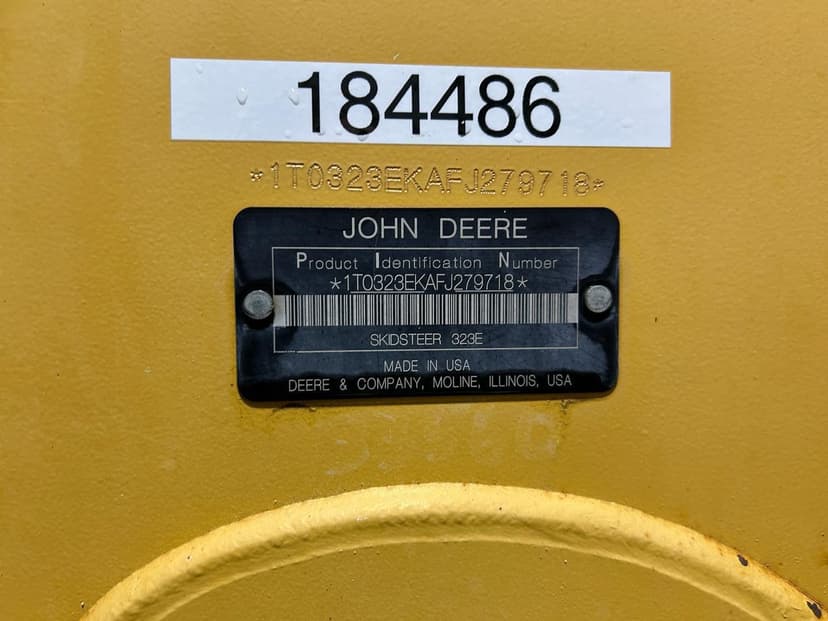 184486
*1T0323EKAFJ279718*
JOHN DEERE
Product Identification Number
*1T0323EKAFJ279718*
SKIDSTEER 323E
MADE IN USA
DEERE & COMPANY, MOLINE, ILLINOIS, USA